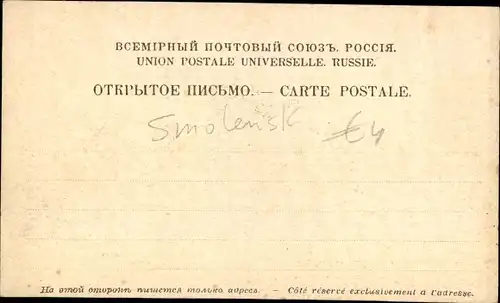 ВСЕМІРНЫЙ ПОЧТОВЫЙ СОЮЗЪ. РОССІЯ.
UNION POSTALE UNIVERSELLE. RUSSIE.
ОТКРЫТОЕ ПИСЬМО. — CARTE POSTALE.
Smolensk €4
На этой сторонѣ пишется только адресъ. – Côté réservé exclusivement a l'adresse.